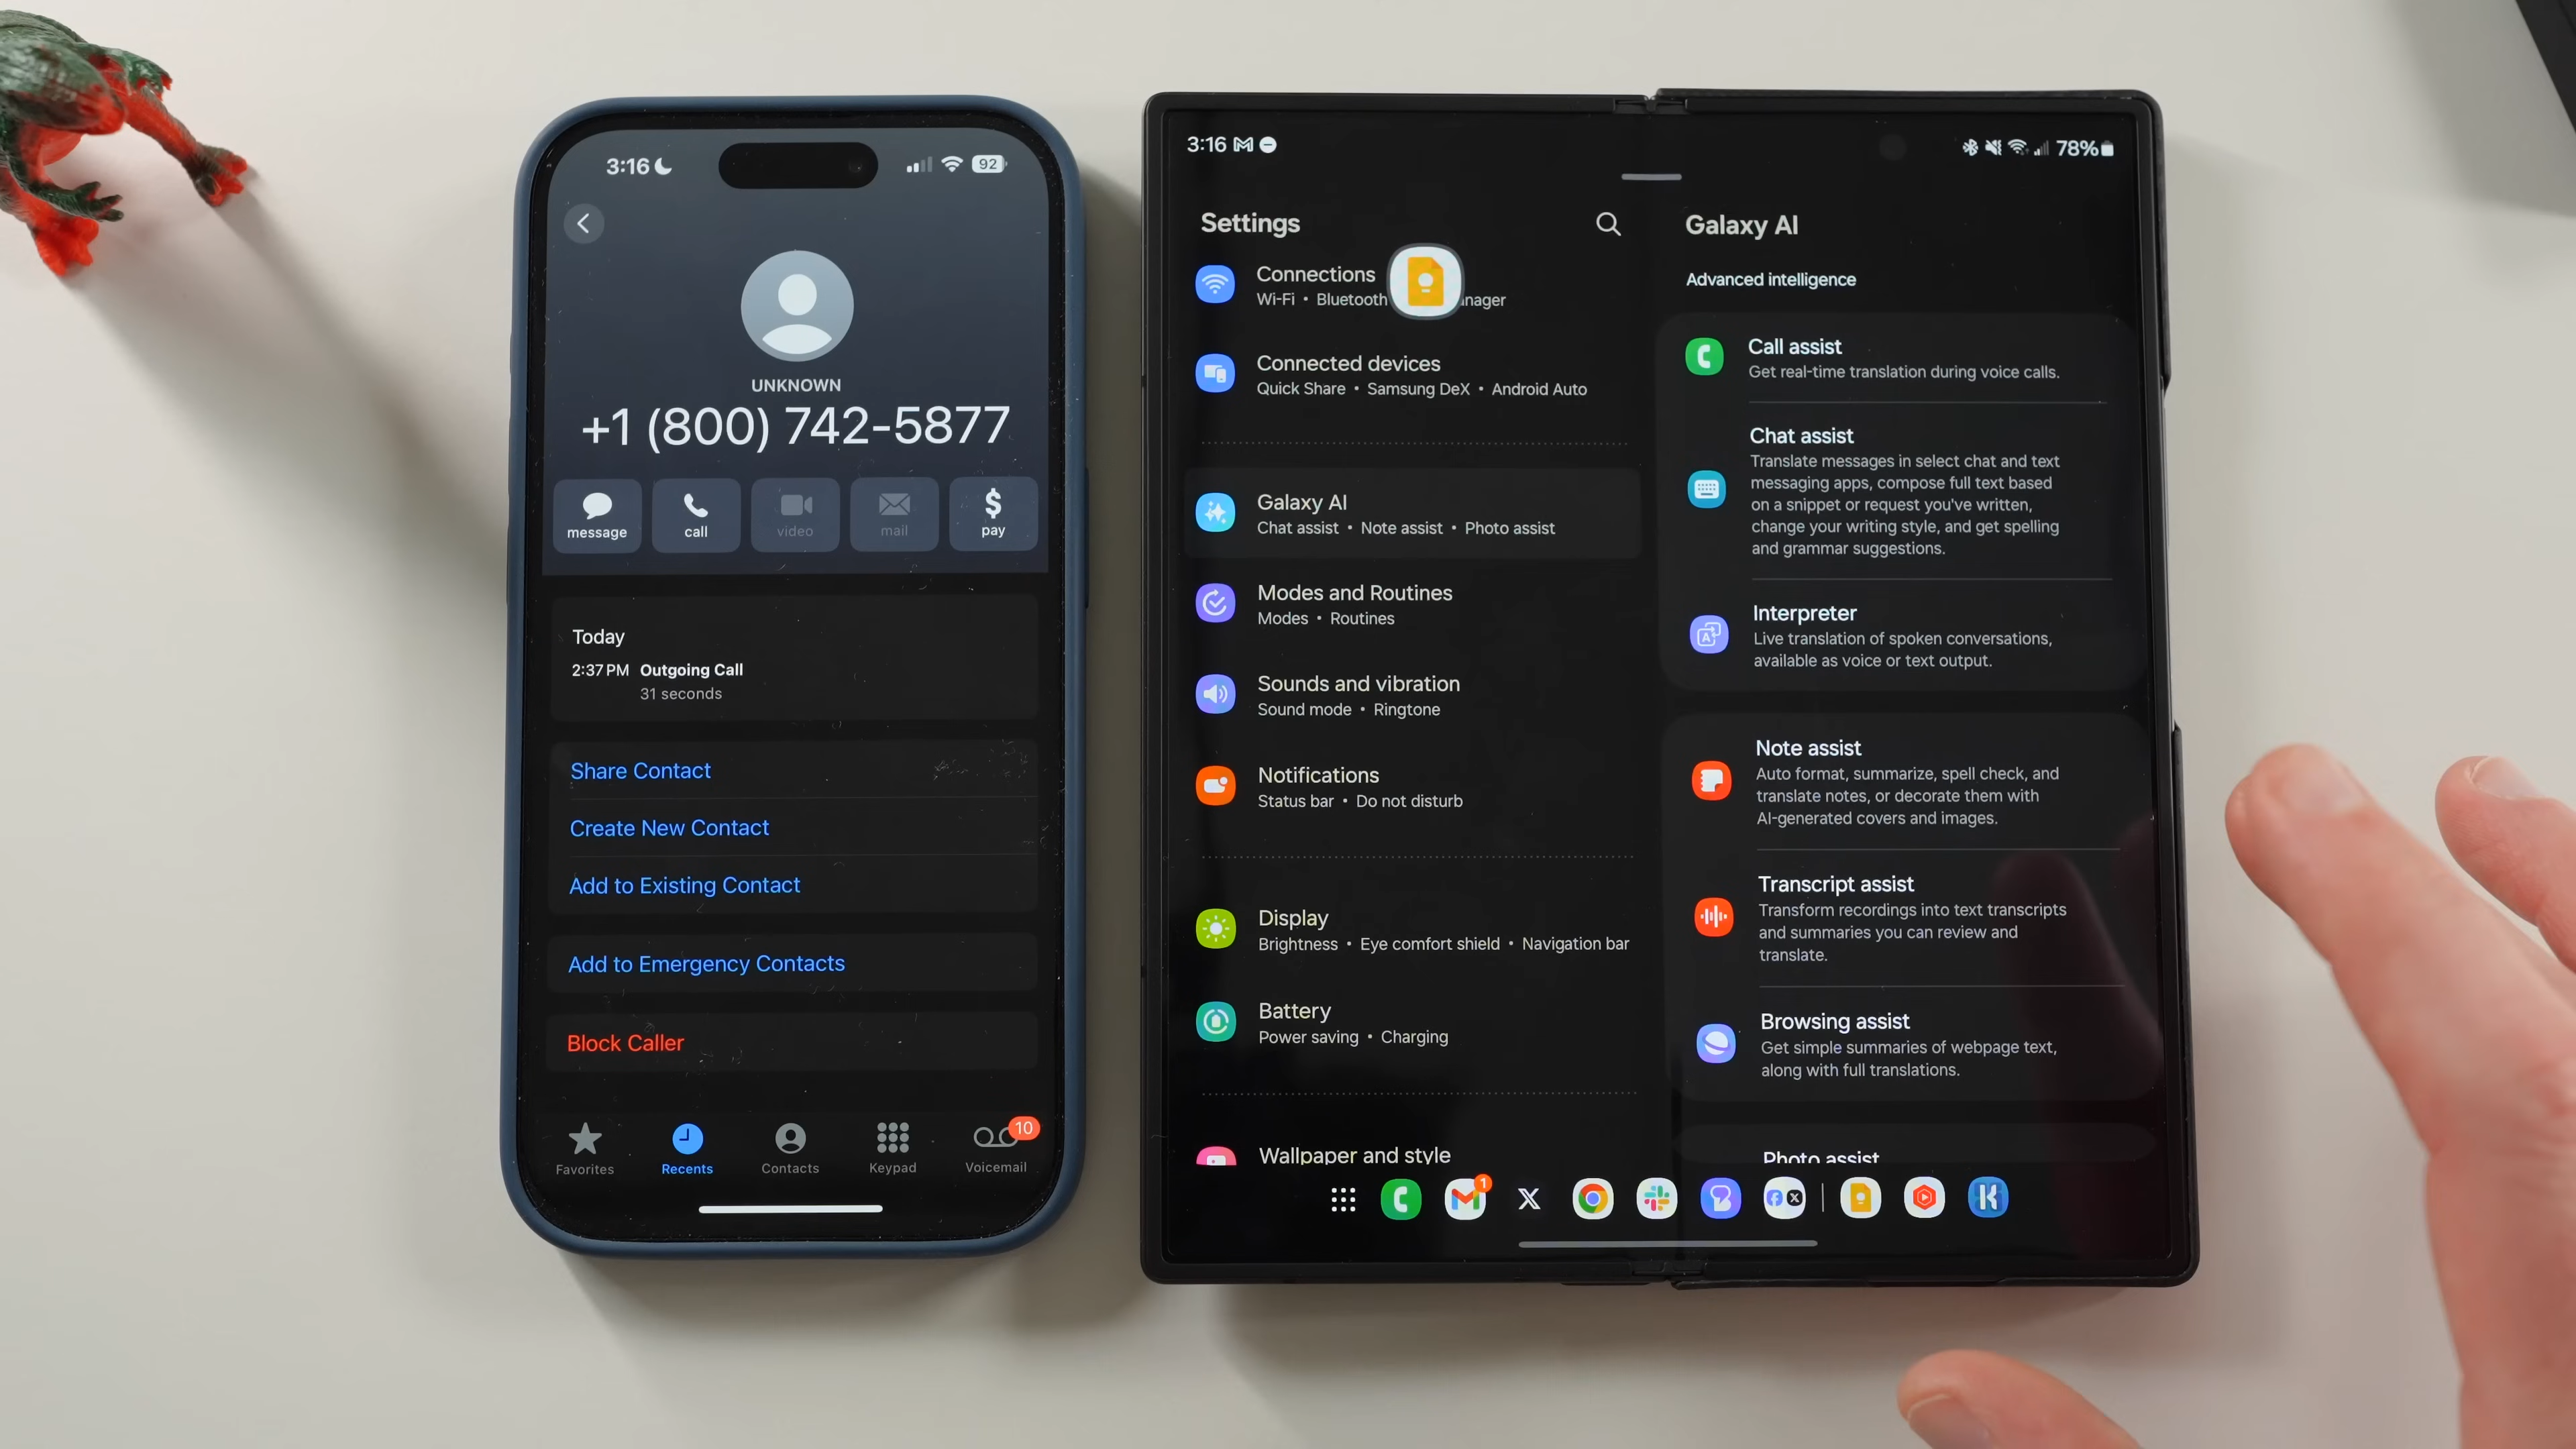 3:16
92
UNKNOWN
+1 (800) 742-5877
message
call
video
mail
pay
Today
2:37 PM Outgoing Call
31 seconds
Share Contact
Create New Contact
Add to Existing Contact
Add to Emergency Contacts
Block Caller
Favorites
Recents
Contacts
Keypad
Voicemail
10
3:16
78%
Settings
Connections
Wi-Fi • Bluetooth
Connected devices
Quick Share • Samsung DeX • Android Auto
Galaxy AI
Chat assist • Note assist • Photo assist
Modes and Routines
Modes • Routines
Sounds and vibration
Sound mode • Ringtone
Notifications
Status bar • Do not disturb
Display
Brightness • Eye comfort shield • Navigation bar
Battery
Power saving • Charging
Wallpaper and style
Galaxy AI
Advanced intelligence
Call assist
Get real-time translation during voice calls.
Chat assist
Translate messages in select chat and text
messaging apps, compose full text based
on a snippet or request you've written,
change your writing style, and get spelling
and grammar suggestions.
Interpreter
Live translation of spoken conversations,
available as voice or text output.
Note assist
Auto format, summarize, spell check, and
translate notes, or decorate them with
AI-generated covers and images.
Transcript assist
Transform recordings into text transcripts
and summaries you can review and
translate.
Browsing assist
Get simple summaries of webpage text,
along with full translations.
Photo assist
1